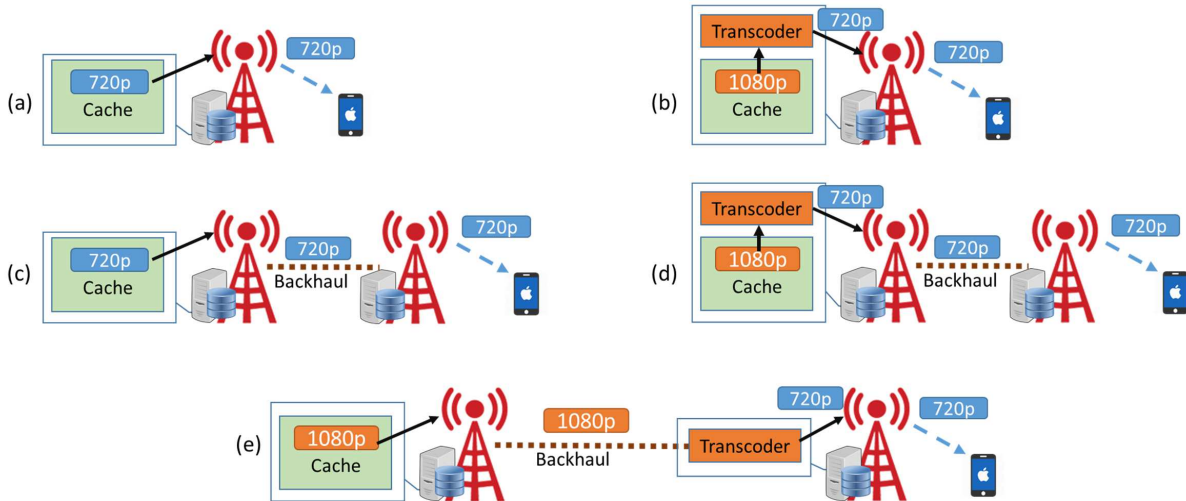 (a)
720p
Cache
720p
(b)
Transcoder
1080p
Cache
720p
720p
(c)
720p
Cache
720p
Backhaul
720p
(d)
Transcoder
1080p
Cache
720p
720p
Backhaul
720p
(e)
1080p
Cache
1080p
Backhaul
Transcoder
720p
720p